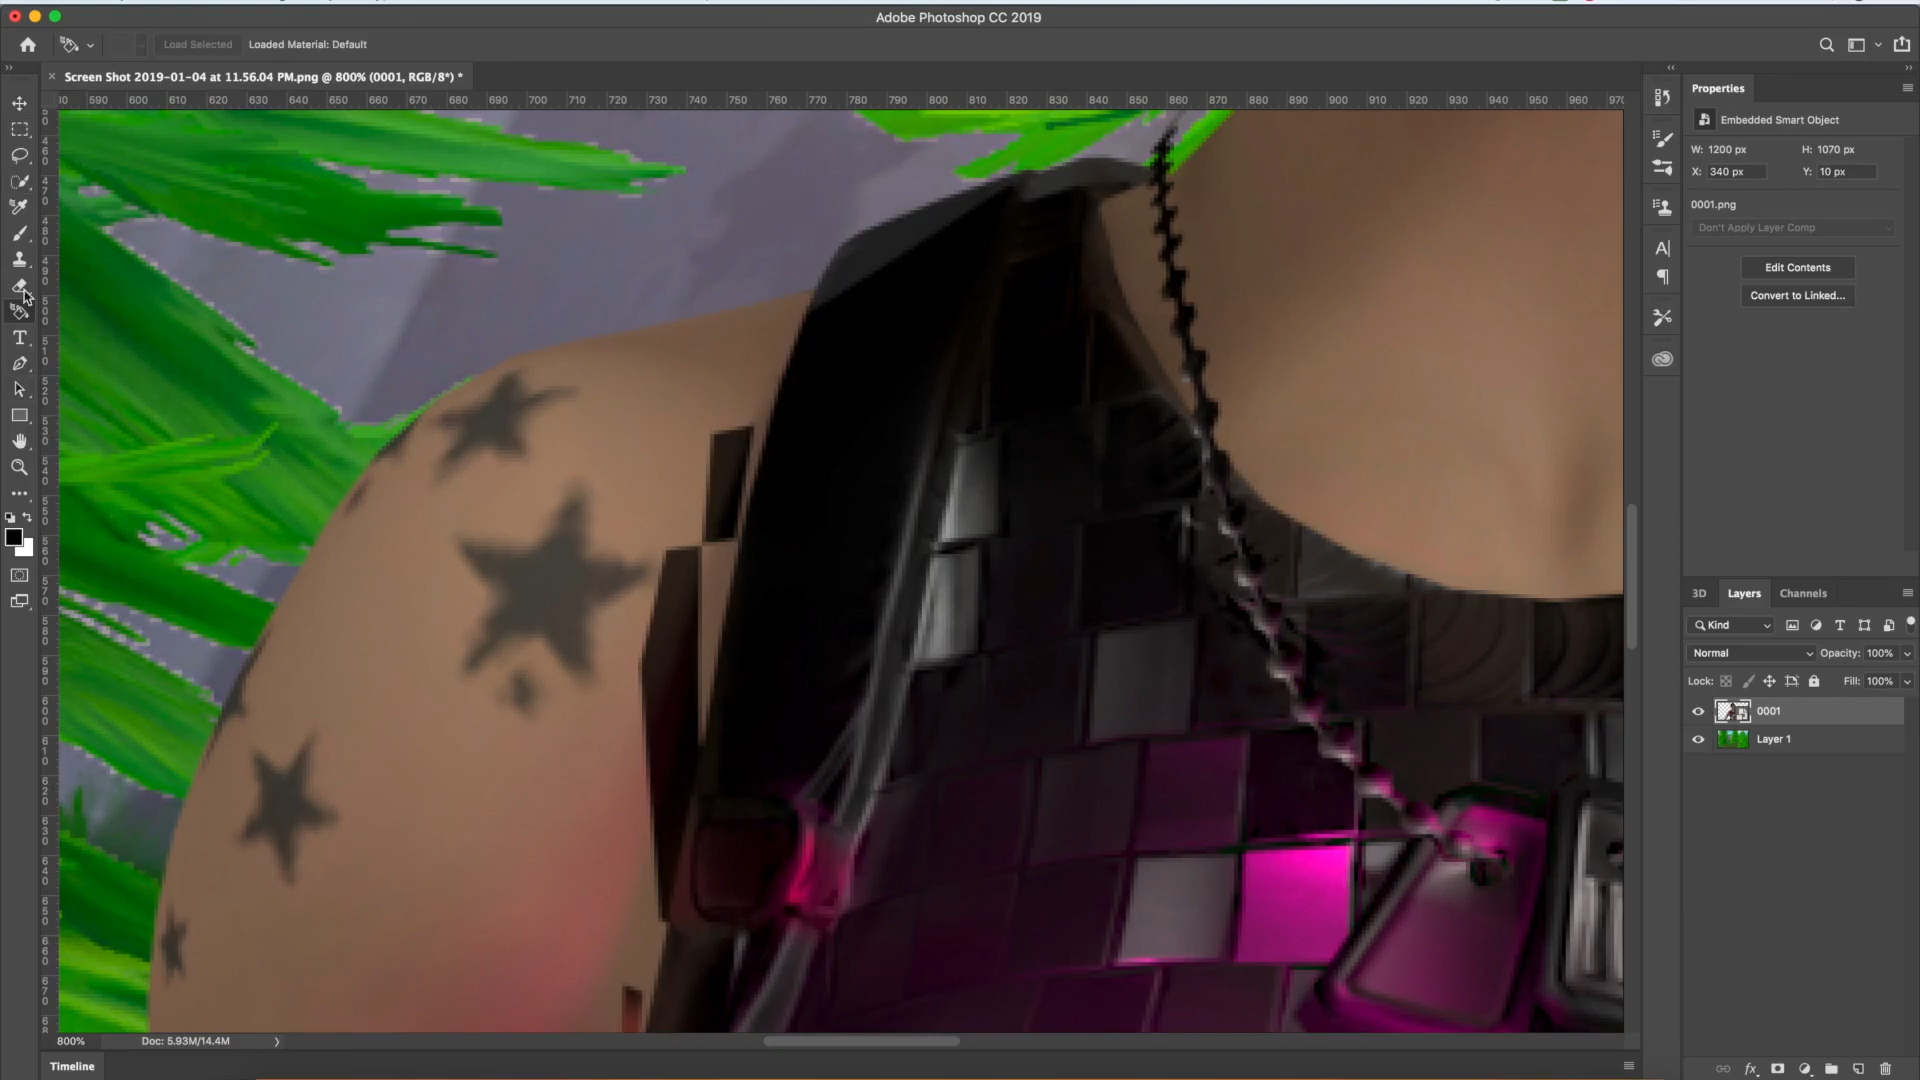 Adobe Photoshop CC 2019
Load Selected Loaded Material: Default
Screen Shot 2019-01-04 at 11.56.04 PM.png @ 800% (0001, RGB/8*) *
590 600 610 620 630 640 650 660 670 680 690 700 710 720 730 740 750 760 770 780 790 800 810 820 830 840 850 860 870 880 890 900 910 920 930 940 950 960 970
Properties
Embedded Smart Object
W: 1200 px H: 1070 px
X: 340 px Y: 10 px
0001.png
Don't Apply Layer Comp
Edit Contents
Convert to Linked...
3D Layers Channels
Kind
Normal Opacity: 100%
Lock: Fill: 100%
0001
Layer 1
800% Doc: 5.93M/14.4M
Timeline